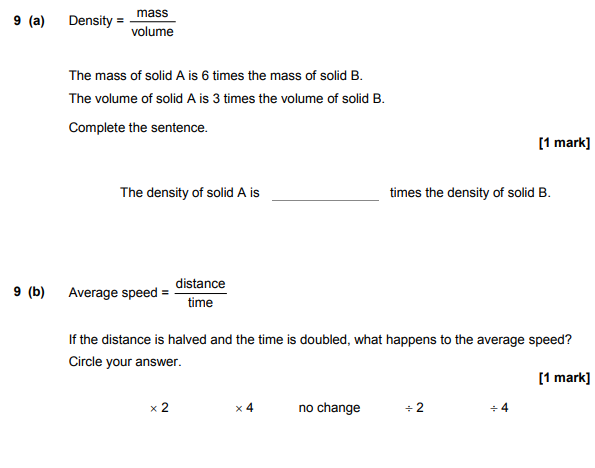 9 (a) Density = mass / volume
The mass of solid A is 6 times the mass of solid B.
The volume of solid A is 3 times the volume of solid B.
Complete the sentence.
[1 mark]
The density of solid A is ____________ times the density of solid B.
9 (b) Average speed = distance / time
If the distance is halved and the time is doubled, what happens to the average speed?
Circle your answer.
[1 mark]
× 2 × 4 no change ÷ 2 ÷ 4